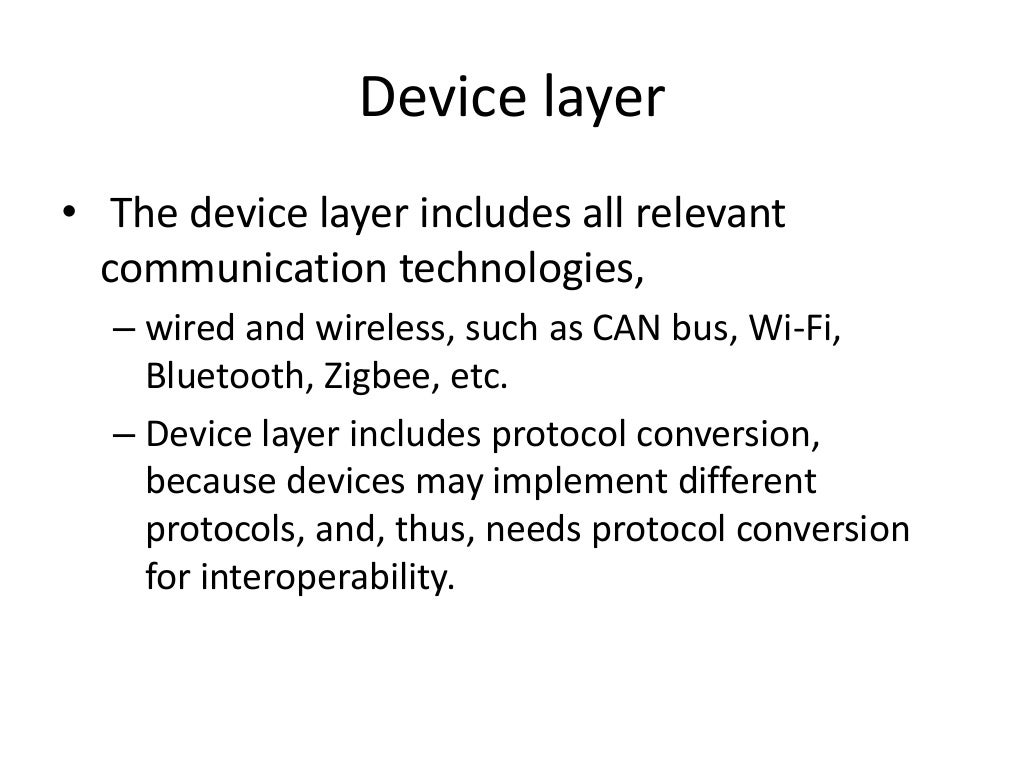 Device layer
• The device layer includes all relevant
communication technologies,
– wired and wireless, such as CAN bus, Wi-Fi,
Bluetooth, Zigbee, etc.
– Device layer includes protocol conversion,
because devices may implement different
protocols, and, thus, needs protocol conversion
for interoperability.